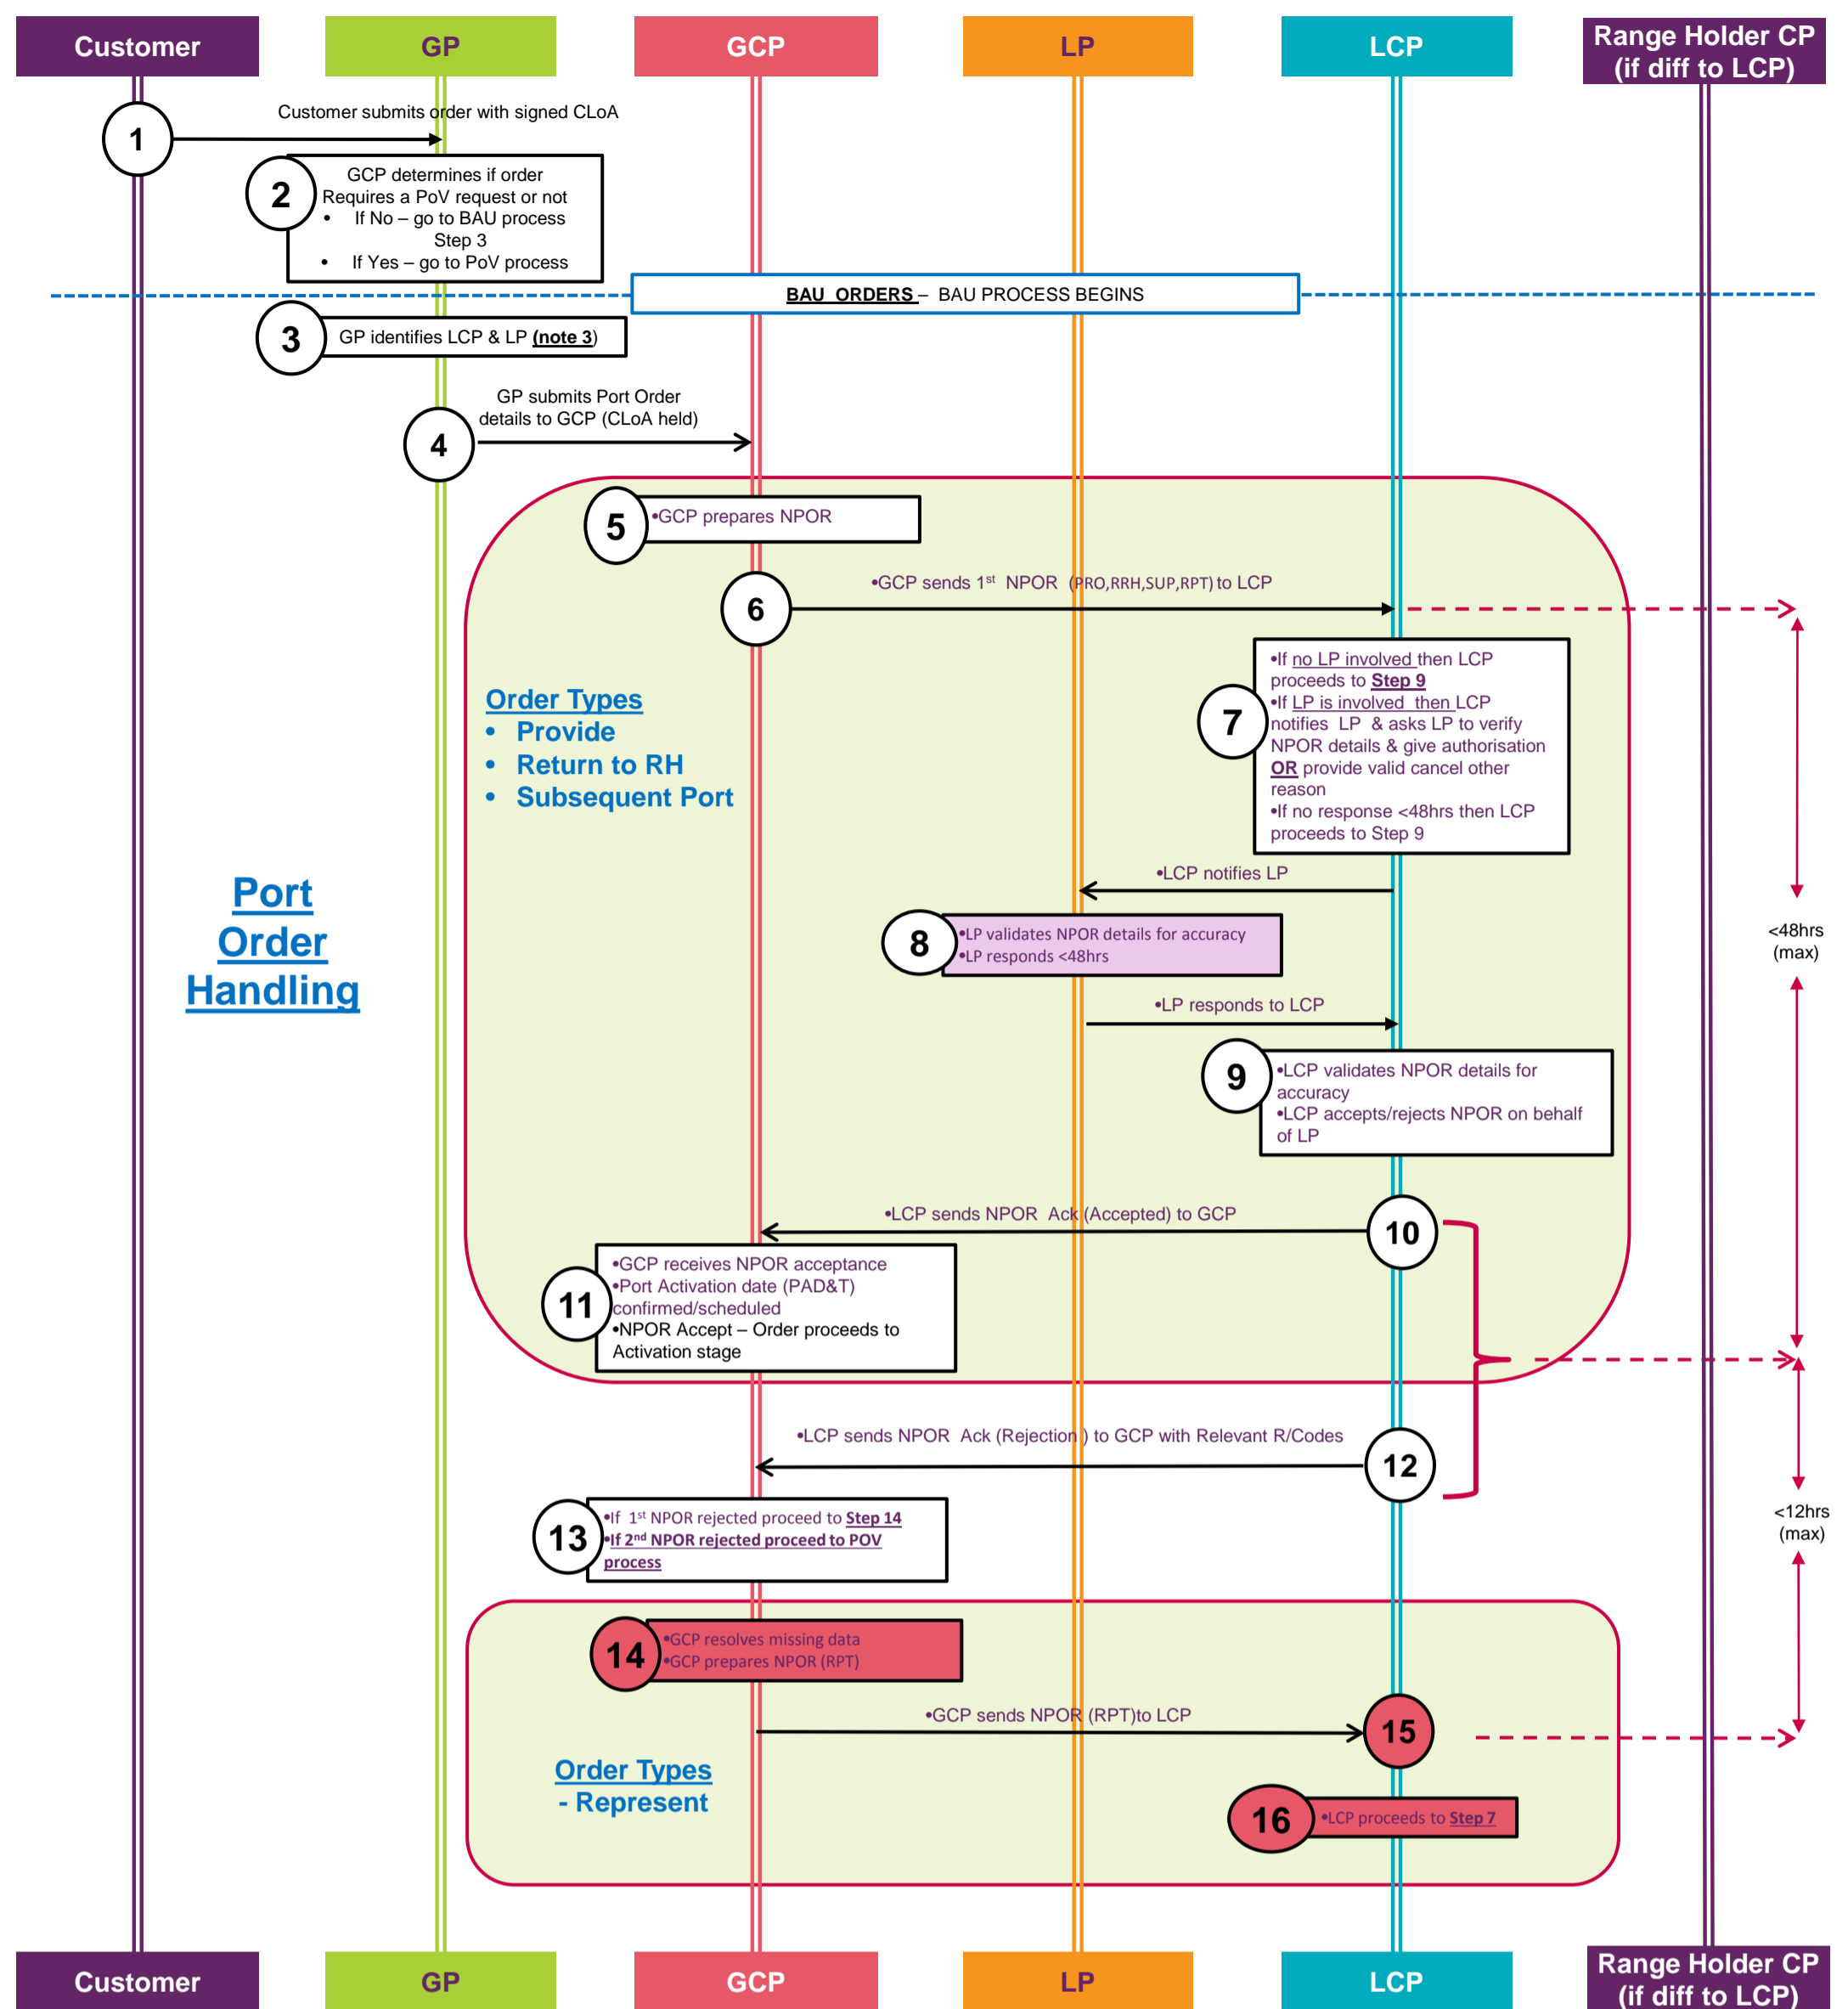 Customer
GP
GCP
LP
LCP
Range Holder CP
(if diff to LCP)
Customer submits order with signed CLoA
1
2
GCP determines if order
Requires a PoV request or not
• If No – go to BAU process
Step 3
• If Yes – go to PoV process
BAU ORDERS – BAU PROCESS BEGINS
3
GP identifies LCP & LP (note 3)
GP submits Port Order
details to GCP (CLoA held)
4
5
•GCP prepares NPOR
•GCP sends 1st NPOR (PRO,RRH,SUP,RPT) to LCP
6
Order Types
• Provide
• Return to RH
• Subsequent Port
7
•If no LP involved then LCP
proceeds to Step 9
•If LP is involved then LCP
notifies LP & asks LP to verify
NPOR details & give authorisation
OR provide valid cancel other
reason
•If no response <48hrs then LCP
proceeds to Step 9
Port
Order
Handling
•LCP notifies LP
8
•LP validates NPOR details for accuracy
•LP responds <48hrs
<48hrs
(max)
•LP responds to LCP
9
•LCP validates NPOR details for
accuracy
•LCP accepts/rejects NPOR on behalf
of LP
•LCP sends NPOR Ack (Accepted) to GCP
10
11
•GCP receives NPOR acceptance
•Port Activation date (PAD&T)
confirmed/scheduled
•NPOR Accept – Order proceeds to
Activation stage
•LCP sends NPOR Ack (Rejection ) to GCP with Relevant R/Codes
12
13
•If 1st NPOR rejected proceed to Step 14
•If 2nd NPOR rejected proceed to POV
process
<12hrs
(max)
14
•GCP resolves missing data
•GCP prepares NPOR (RPT)
•GCP sends NPOR (RPT)to LCP
15
Order Types
- Represent
16
•LCP proceeds to Step 7
Customer
GP
GCP
LP
LCP
Range Holder CP
(if diff to LCP)